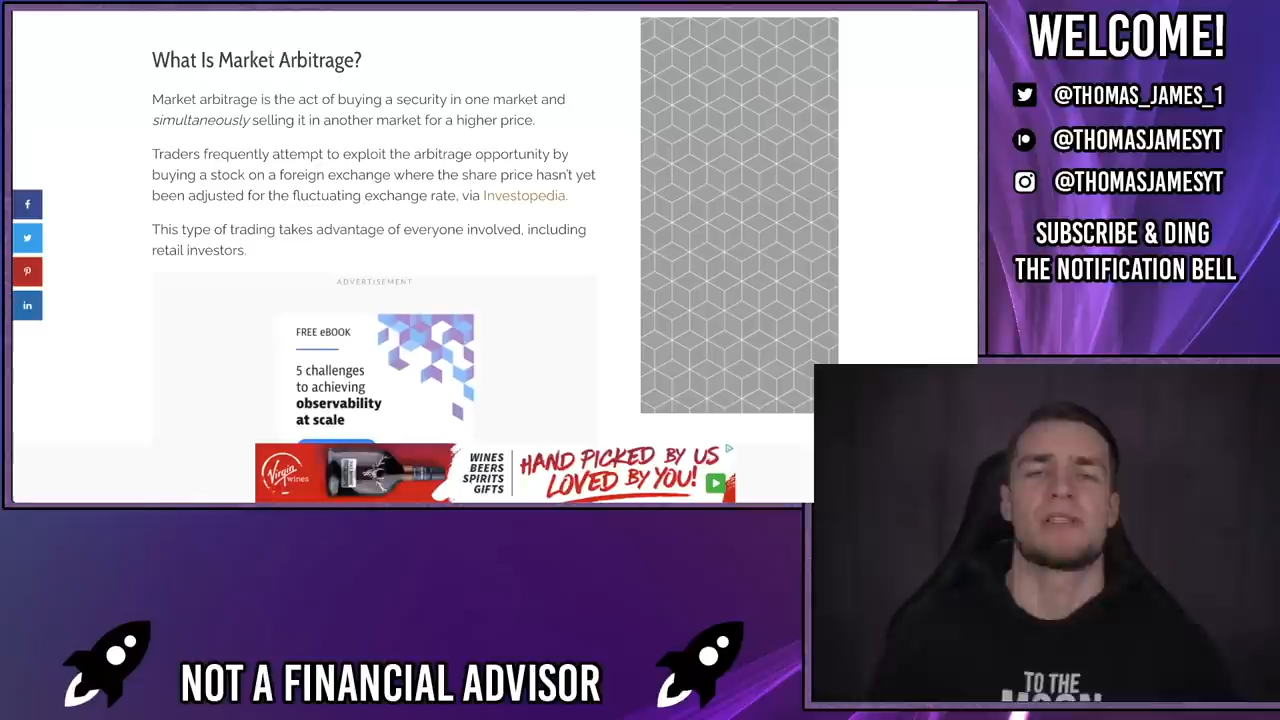 What Is Market Arbitrage?
Market arbitrage is the act of buying a security in one market and
simultaneously selling it in another market for a higher price.
Traders frequently attempt to exploit the arbitrage opportunity by
buying a stock on a foreign exchange where the share price hasn't yet
been adjusted for the fluctuating exchange rate, via Investopedia.
This type of trading takes advantage of everyone involved, including
retail investors.
ADVERTISEMENT
FREE eBOOK
5 challenges
to achieving
observability
at scale
Virgin
wines
WINES
BEERS
SPIRITS
GIFTS
HAND PICKED BY US
LOVED BY YOU!
WELCOME!
@THOMAS_JAMES_1
@THOMASJAMESYT
@THOMASJAMESYT
SUBSCRIBE & DING
THE NOTIFICATION BELL
TO THE
MOON
NOT A FINANCIAL ADVISOR